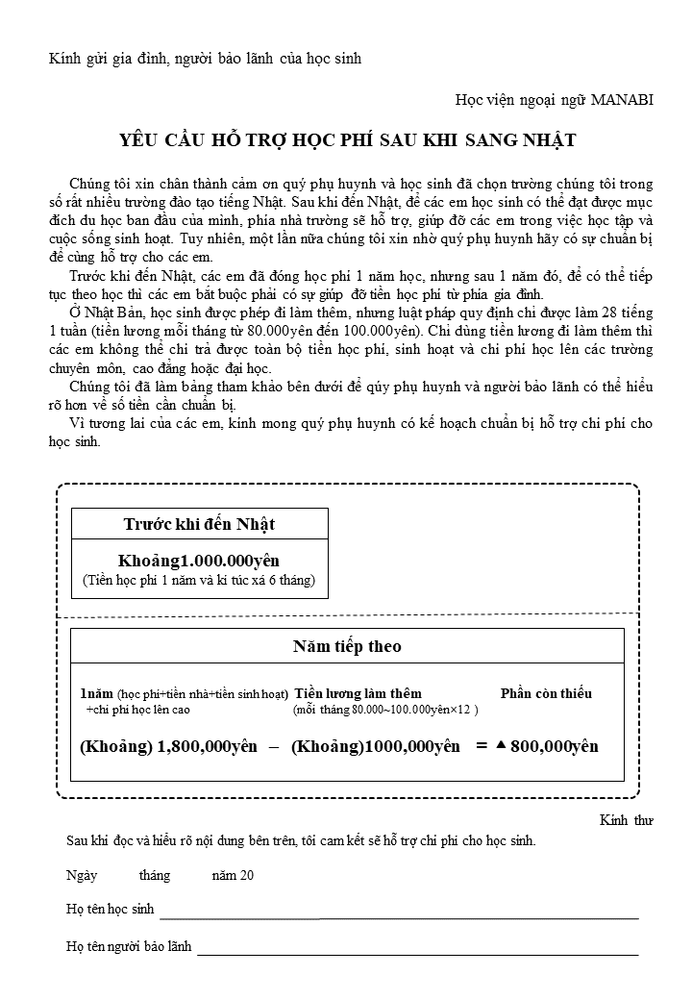 Kính gửi gia đình, người bảo lãnh của học sinh
Học viện ngoại ngữ MANABI
YÊU CẦU HỖ TRỢ HỌC PHÍ SAU KHI SANG NHẬT
Chúng tôi xin chân thành cảm ơn quý phụ huynh và học sinh đã chọn trường chúng tôi trong
số rất nhiều trường đào tạo tiếng Nhật. Sau khi đến Nhật, để các em học sinh có thể đạt được mục
đích du học ban đầu của mình, phía nhà trường sẽ hỗ trợ, giúp đỡ các em trong việc học tập và
cuộc sống sinh hoạt. Tuy nhiên, một lần nữa chúng tôi xin nhờ quý phụ huynh hãy có sự chuẩn bị
để cùng hỗ trợ cho các em.
Trước khi đến Nhật, các em đã đóng học phí 1 năm học, nhưng sau 1 năm đó, để có thể tiếp
tục theo học thì các em bắt buộc phải có sự giúp đỡ tiền học phí từ phía gia đình.
Ở Nhật Bản, học sinh được phép đi làm thêm, nhưng luật pháp quy định chỉ được làm 28 tiếng
1 tuần (tiền lương mỗi tháng từ 80.000yên đến 100.000yên). Chỉ dùng tiền lương đi làm thêm thì
các em không thể chi trả được toàn bộ tiền học phí, sinh hoạt và chi phí học lên các trường
chuyên môn, cao đẳng hoặc đại học.
Chúng tôi đã làm bảng tham khảo bên dưới để qúy phụ huynh và người bảo lãnh có thể hiểu
rõ hơn về số tiền cần chuẩn bị.
Vì tương lai của các em, kính mong quý phụ huynh có kế hoạch chuẩn bị hỗ trợ chi phí cho
học sinh.
Trước khi đến Nhật
Khoảng1.000.000yên
(Tiền học phí 1 năm và kí túc xá 6 tháng)
Năm tiếp theo
1năm (học phí+tiền nhà+tiền sinh hoạt) Tiền lương làm thêm Phần còn thiếu
+chi phí học lên cao (mỗi tháng 80.000~100.000yên×12 )
(Khoảng) 1,800,000yên – (Khoảng)1000,000yên = ▲ 800,000yên
Kính thư
Sau khi đọc và hiểu rõ nội dung bên trên, tôi cam kết sẽ hỗ trợ chi phí cho học sinh.
Ngày tháng năm 20
Họ tên học sinh
Họ tên người bảo lãnh